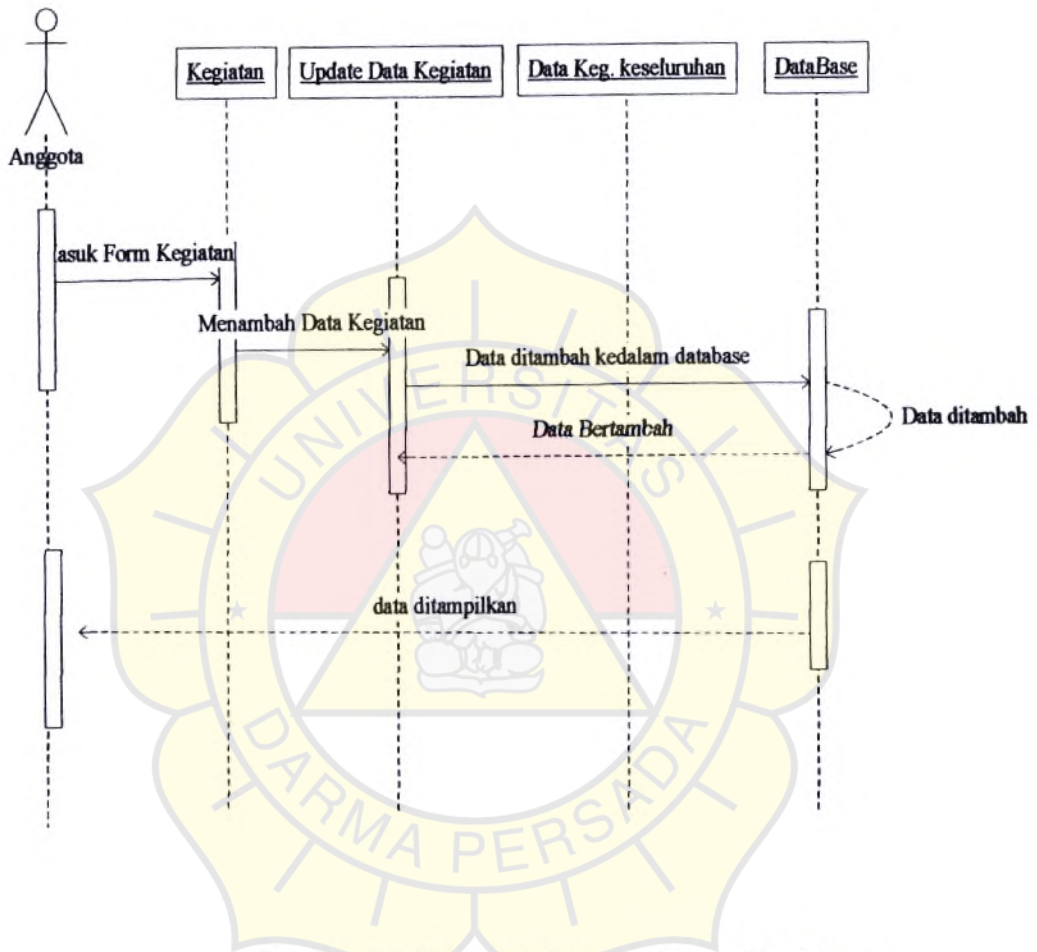 Kegiatan
Update Data Kegiatan
Data Keg. keseluruhan
DataBase
Anggota
asuk Form Kegiatan
Menambah Data Kegiatan
Data ditambah kedalam database
Data ditambah
Data Bertambah
data ditampilkan
UNIVERSITAS
DARMA PERSADA